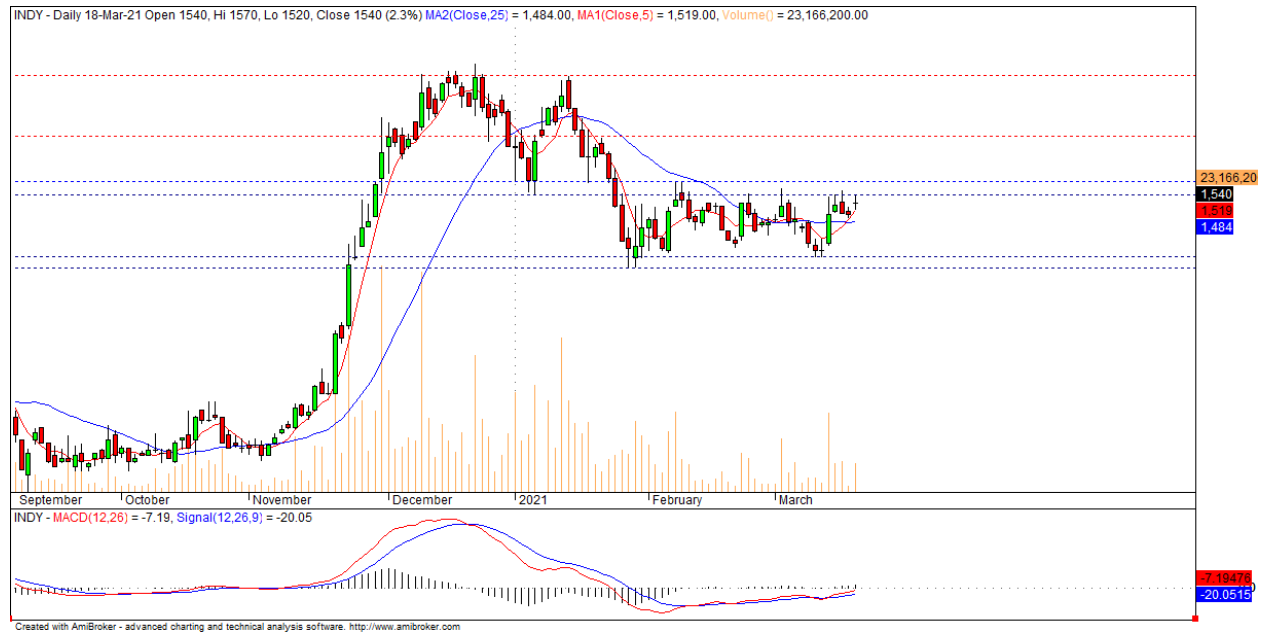 INDY - Daily 18-Mar-21 Open 1540, Hi 1570, Lo 1520, Close 1540 (2.3%) MA2(Close,25) = 1,484.00, MA1(Close,5) = 1,519.00, Volume() = 23,166,200.00
23,166,20
1,540
1,519
1,484
September October November December 2021 February March
INDY - MACD(12,26) = -7.19, Signal(12,26,9) = -20.05
-7.19476
-20.0515
Created with AmiBroker - advanced charting and technical analysis software. http://www.amibroker.com